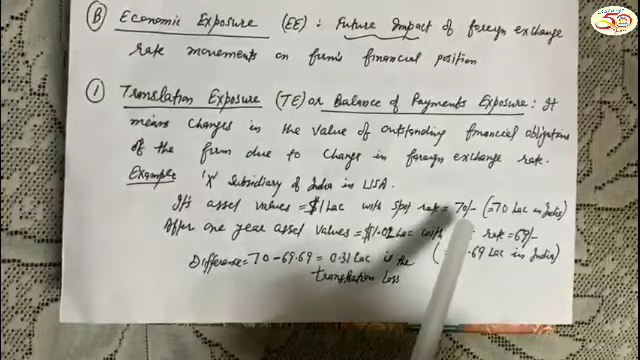 Ⓑ Economic Exposure (EE) : Future Impact of foreign exchange
rate movements on firm's financial position
① Translation Exposure (TE) or Balance of Payments Exposure : It
means changes in the value of outstanding financial obligations
of the firm due to change in foreign exchange rate.
Example : 'X' Subsidiary of India in USA.
It's asset values = $1 Lac with spot rate = 70/- (=70 Lac in India)
After one year asset values = $1.01 Lac with rate = 69/-
Difference = 70 - 69.69 = 0.31 Lac is the (= .69 Lac in India)
translation Loss
50